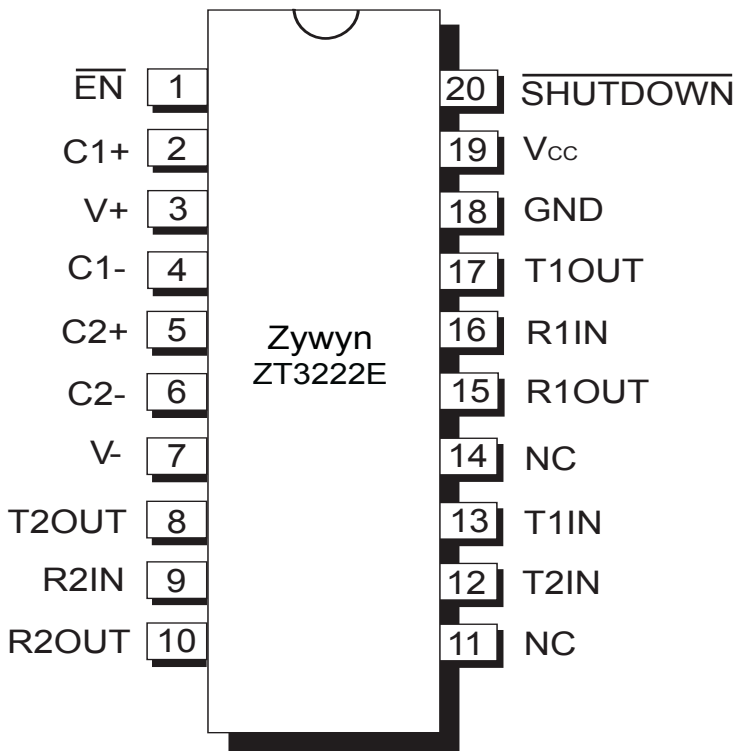 E̅N̅ 1 20 S̅H̅U̅T̅D̅O̅W̅N̅
C1+ 2 19 Vcc
V+ 3 18 GND
C1- 4 17 T1OUT
C2+ 5 16 R1IN
Zywyn
ZT3222E
C2- 6 15 R1OUT
V- 7 14 NC
T2OUT 8 13 T1IN
R2IN 9 12 T2IN
R2OUT 10 11 NC